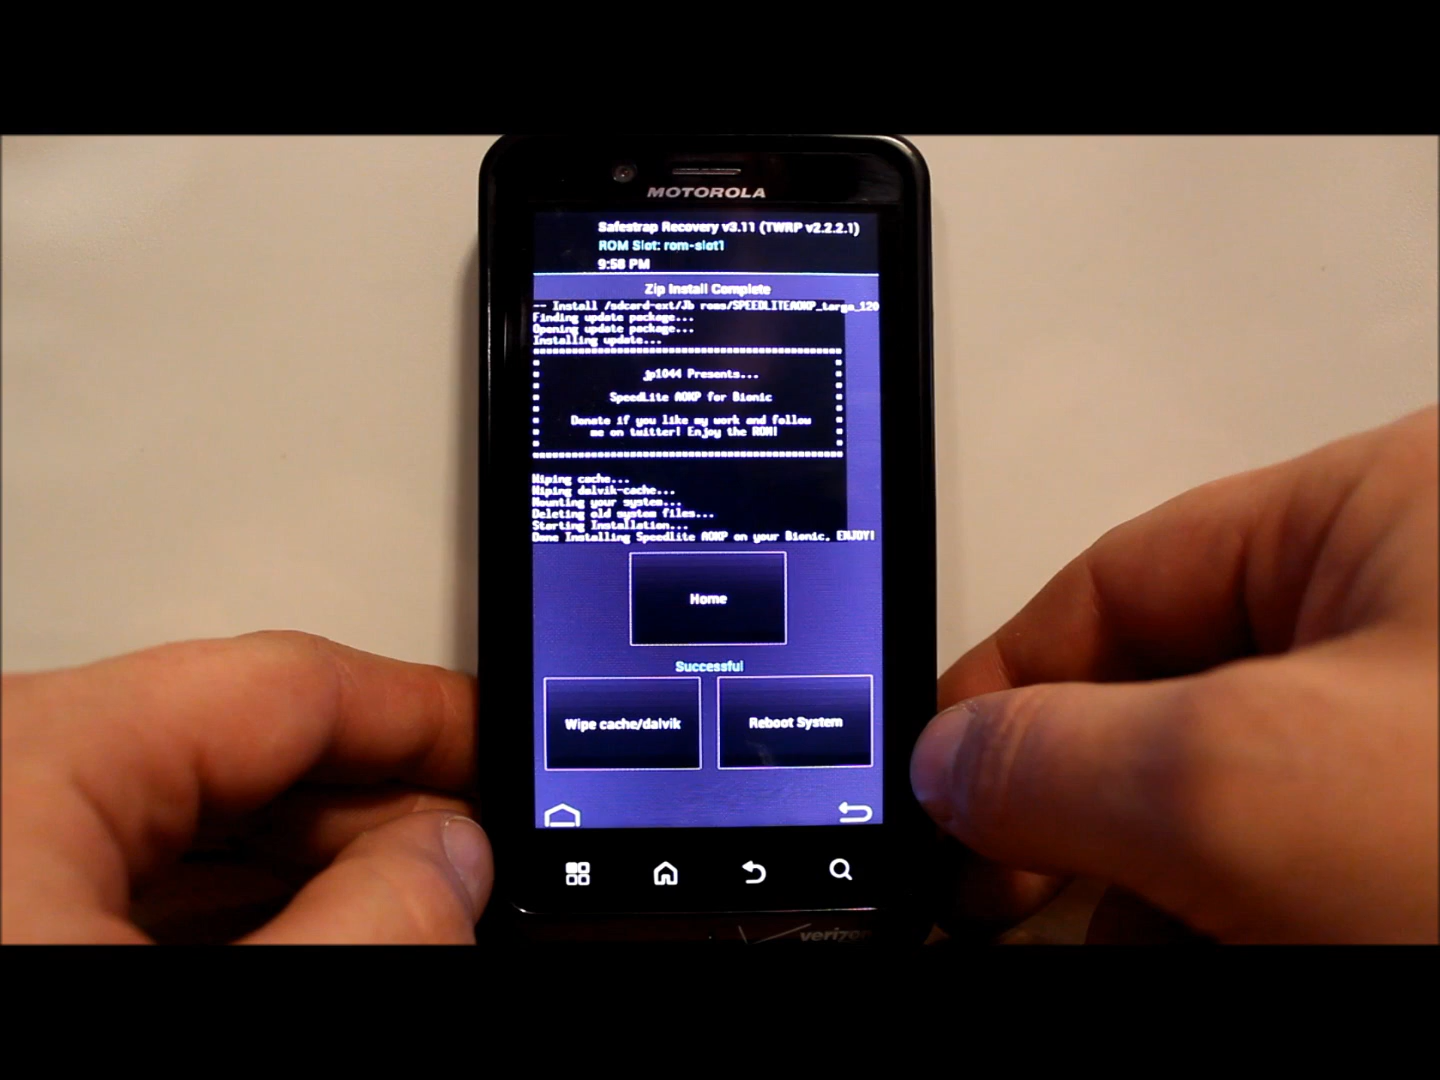 MOTOROLA
Safestrap Recovery v3.11 (TWRP v2.2.2.1)
ROM Slot: rom-slot1
9:58 PM
Zip Install Complete
-- Install /sdcard-ext/Jb roms/SPEEDLITEAOKP_targa_120
Finding update package...
Opening update package...
Installing update...
jp1044 Presents...
SpeedLite AOKP for Bionic
Donate if you like my work and follow
me on twitter! Enjoy the ROM!
Wiping cache...
Wiping dalvik-cache...
Mounting your system...
Deleting old system files...
Starting Installation...
Done Installing SpeedLite AOKP on your Bionic, ENJOY!
Home
Successful
Wipe cache/dalvik
Reboot System
verizon